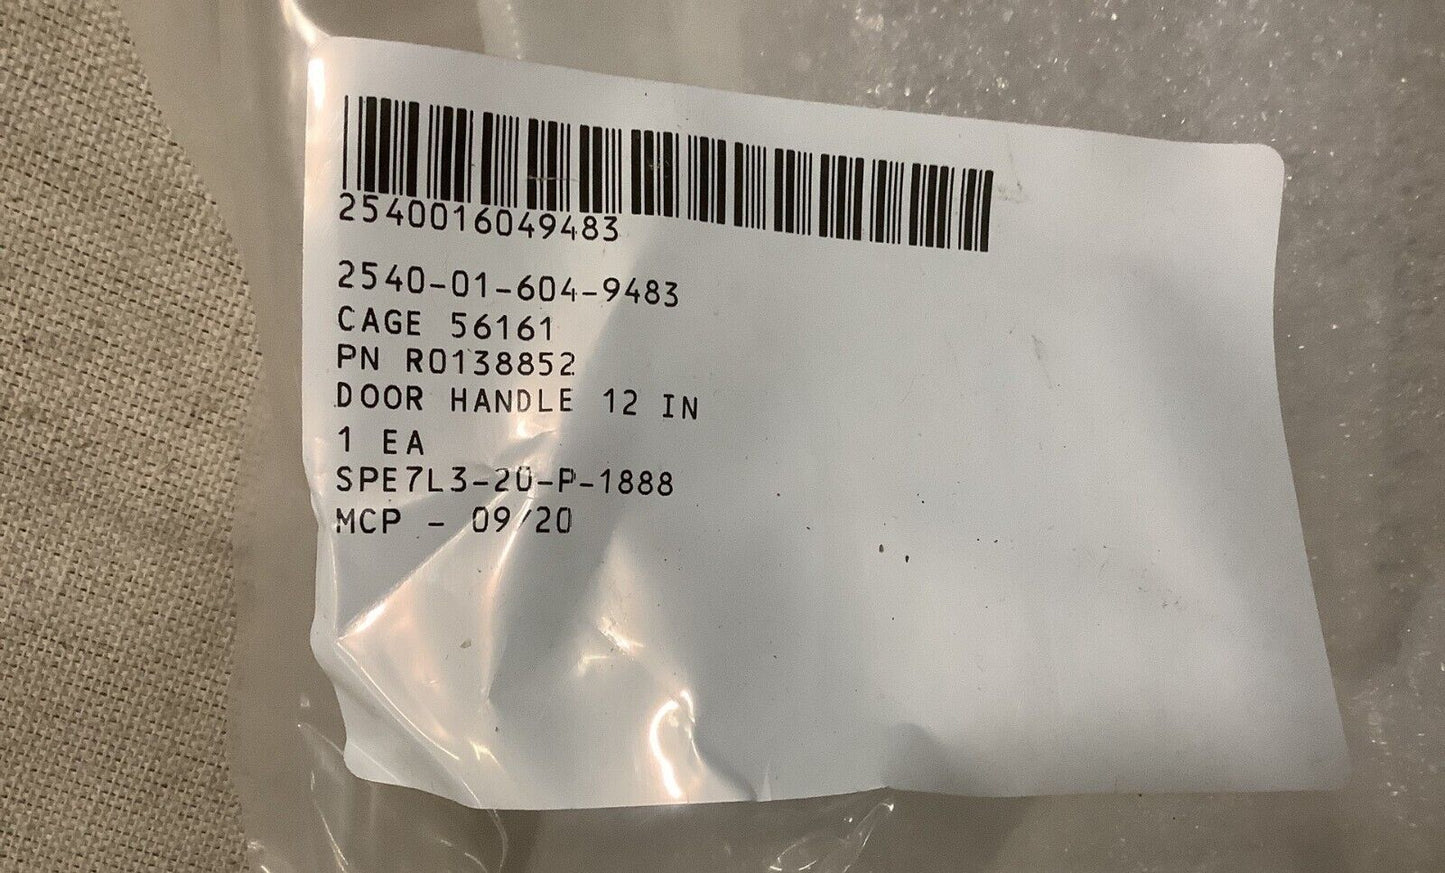 2540016049483
2540-01-604-9483
CAGE 56161
PN R0138852
DOOR HANDLE 12 IN
1 EA
SPE7L3-20-P-1888
MCP - 09/20